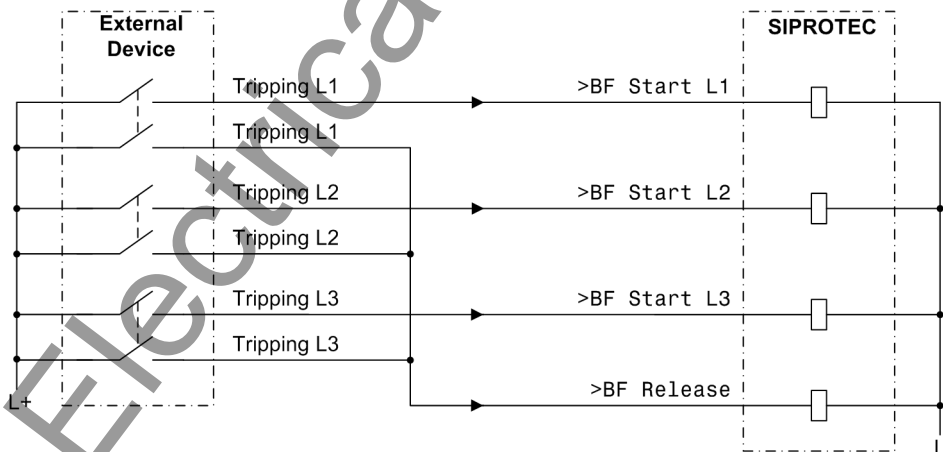 External
Device
SIPROTEC
Tripping L1
>BF Start L1
Tripping L1
Tripping L2
>BF Start L2
Tripping L2
Tripping L3
>BF Start L3
Tripping L3
>BF Release
L+
L
Electrica